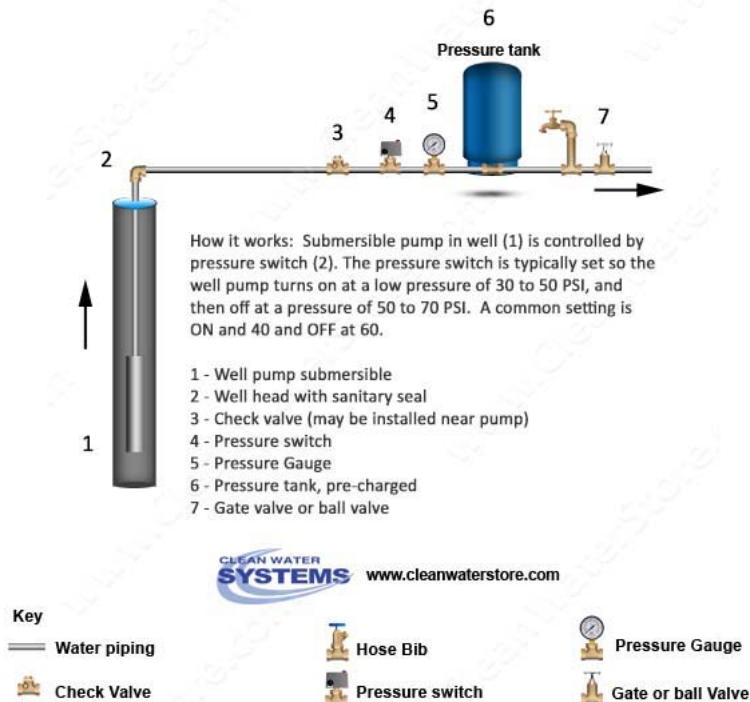 6
Pressure tank
5
4
7
3
2
How it works: Submersible pump in well (1) is controlled by
pressure switch (2). The pressure switch is typically set so the
well pump turns on at a low pressure of 30 to 50 PSI, and
then off at a pressure of 50 to 70 PSI. A common setting is
ON and 40 and OFF at 60.
1 - Well pump submersible
2 - Well head with sanitary seal
3 - Check valve (may be installed near pump)
4 - Pressure switch
5 - Pressure Gauge
6 - Pressure tank, pre-charged
7 - Gate valve or ball valve
1
CLEAN WATER
SYSTEMS
www.cleanwaterstore.com
Key
Water piping
Hose Bib
Pressure Gauge
Check Valve
Pressure switch
Gate or ball Valve